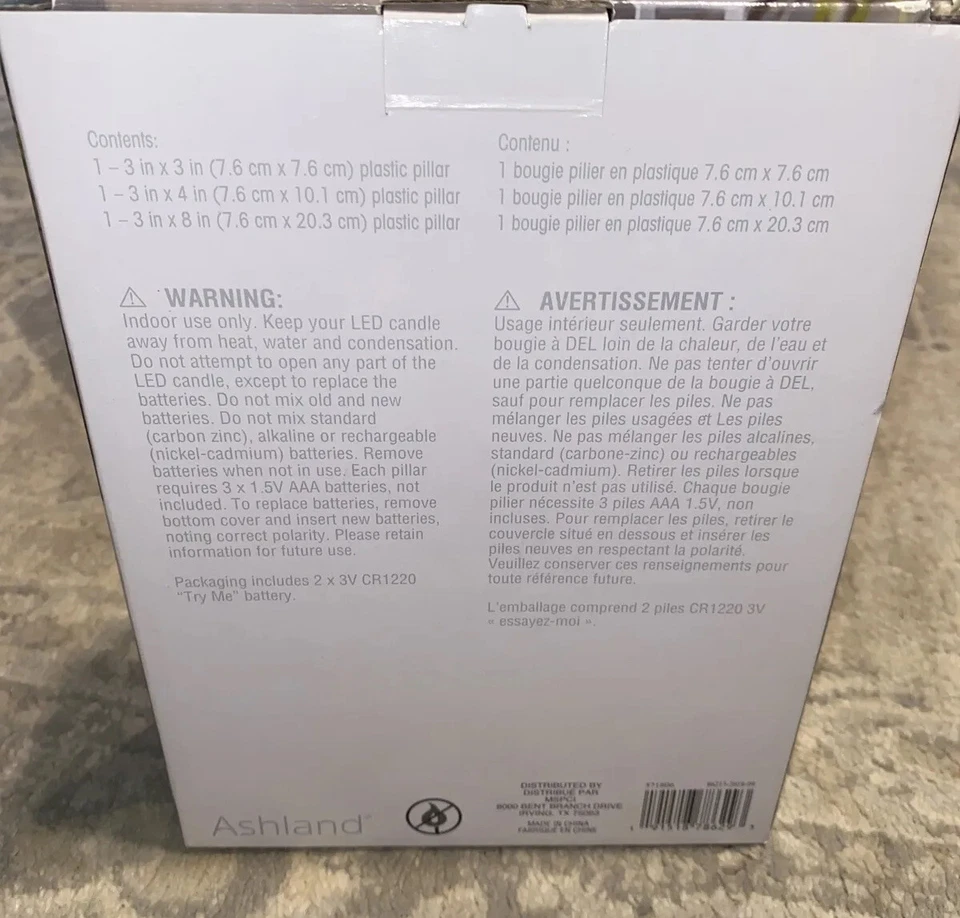 Contents:
1 – 3 in x 3 in (7.6 cm x 7.6 cm) plastic pillar
1 – 3 in x 4 in (7.6 cm x 10.1 cm) plastic pillar
1 – 3 in x 8 in (7.6 cm x 20.3 cm) plastic pillar
⚠ WARNING:
Indoor use only. Keep your LED candle
away from heat, water and condensation.
Do not attempt to open any part of the
LED candle, except to replace the
batteries. Do not mix old and new
batteries. Do not mix standard
(carbon zinc), alkaline or rechargeable
(nickel-cadmium) batteries. Remove
batteries when not in use. Each pillar
requires 3 x 1.5V AAA batteries, not
included. To replace batteries, remove
bottom cover and insert new batteries,
noting correct polarity. Please retain
information for future use.
Packaging includes 2 x 3V CR1220
“Try Me” battery.
Contenu :
1 bougie pilier en plastique 7.6 cm x 7.6 cm
1 bougie pilier en plastique 7.6 cm x 10.1 cm
1 bougie pilier en plastique 7.6 cm x 20.3 cm
⚠ AVERTISSEMENT :
Usage intérieur seulement. Garder votre
bougie à DEL loin de la chaleur, de l’eau et
de la condensation. Ne pas tenter d’ouvrir
une partie quelconque de la bougie à DEL,
sauf pour remplacer les piles. Ne pas
mélanger les piles usagées et Les piles
neuves. Ne pas mélanger les piles alcalines,
standard (carbone-zinc) ou rechargeables
(nickel-cadmium). Retirer les piles lorsque
le produit n’est pas utilisé. Chaque bougie
pilier nécessite 3 piles AAA 1.5V, non
incluses. Pour remplacer les piles, retirer le
couvercle situé en dessous et insérer les
piles neuves en respectant la polarité.
Veuillez conserver ces renseignements pour
toute référence future.
L’emballage comprend 2 piles CR1220 3V
« essayez-moi ».
Ashland
DISTRIBUTED BY
DISTRIBUÉ PAR
MSPCI
8000 BENT BRANCH DRIVE
IRVING, TX 75063
MADE IN CHINA
FABRIQUÉ EN CHINE